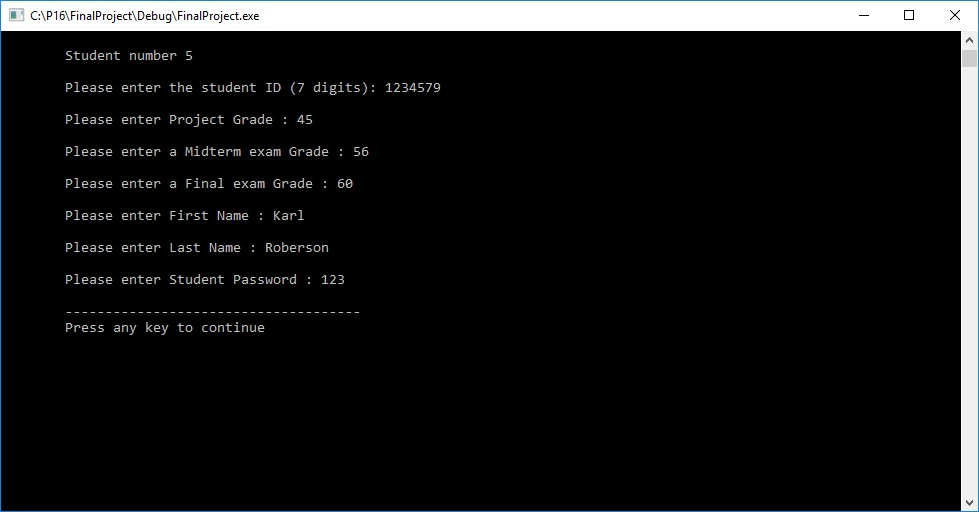 C:\P16\FinalProject\Debug\FinalProject.exe
Student number 5
Please enter the student ID (7 digits): 1234579
Please enter Project Grade : 45
Please enter a Midterm exam Grade : 56
Please enter a Final exam Grade : 60
Please enter First Name : Karl
Please enter Last Name : Roberson
Please enter Student Password : 123
-------------------------------------
Press any key to continue